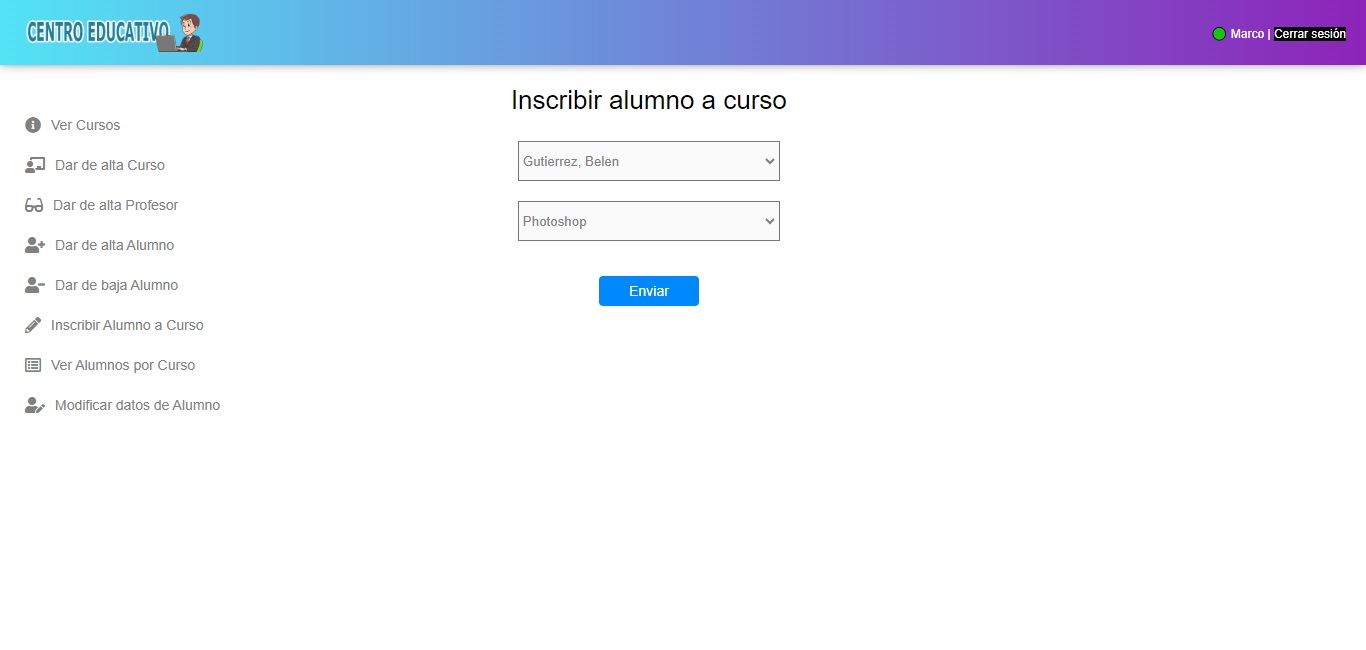 CENTRO EDUCATIVO
Marco | Cerrar sesión
Inscribir alumno a curso
Ver Cursos
Dar de alta Curso
Dar de alta Profesor
Dar de alta Alumno
Dar de baja Alumno
Inscribir Alumno a Curso
Ver Alumnos por Curso
Modificar datos de Alumno
Gutierrez, Belen
Photoshop
Enviar